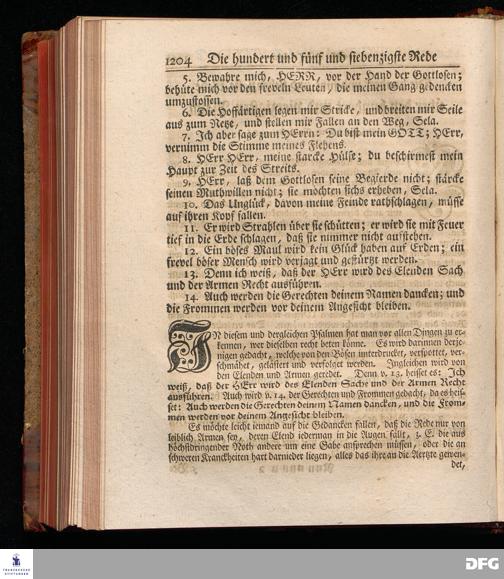 1204 Die hundert und fünf und siebenzigste Rede
5. Bewahre mich, HERR, vor der Hand der Gottlosen;
behüte mich vor den freveln Leuten, die meinen Gang gedencken
umzustossen.
6. Die Hoffärtigen legen mir Stricke, und breiten mir Seile
aus zum Netze, und stellen mir Fallen an den Weg, Sela.
7. Ich aber sage zum HErrn: Du bist mein GOTT; HErr,
vernimm die Stimme meines Flehens.
8. HErr HErr, meine starcke Hülfe; du beschirmest mein
Haupt zur Zeit des Streits.
9. HErr, laß dem Gottlosen seine Begierde nicht; stärcke
seinen Muthwillen nicht; sie möchten sichs erheben, Sela.
10. Das Unglück, davon meine Feinde rathschlagen, müsse
auf ihren Kopf fallen.
11. Er wird Strahlen über sie schütten; er wird sie mit Feuer
tief in die Erde schlagen, daß sie nimmer nicht aufstehen.
12. Ein böses Maul wird kein Glück haben auf Erden; ein
frevel böser Mensch wird verjagt und gestürtzt werden.
13. Denn ich weiß, daß der HErr wird des Elenden Sach
und der Armen Recht ausführen.
14. Auch werden die Gerechten deinem Namen dancken; und
die Frommen werden vor deinem Angesicht bleiben.
IN diesem und dergleichen Psalmen hat man vor allen Dingen zu er-
kennen, wer dieselben recht beten könne. Es wird darinnen derje-
nigen gedacht, welche von den Bösen unterdrucket, verspottet, ver-
schmähet, gelästert und verfolget werden. Ingleichen wird von
den Elenden und Armen geredet. Denn v. 13. heisset es: Ich
weiß, daß der HErr wird des Elenden Sache und der Armen Recht
ausführen. Auch wird v. 14. der Gerechten und Frommen gedacht, da es heis-
set: Auch werden die Gerechten deinem Namen dancken, und die From-
men werden vor deinem Angesicht bleiben.
Es möchte leicht iemand auf die Gedancken fallen, daß die Rede nur von
leiblich Armen sey, deren Elend iederman in die Augen fällt, z. E. die aus
höchstdringender Noth andere um eine Gabe ansprechen müssen, oder die an
schweren Kranckheiten hart darnieder liegen, alles das ihre an die Aertzte gewen-
det,
FRANCKESCHE
STIFTUNGEN
DFG